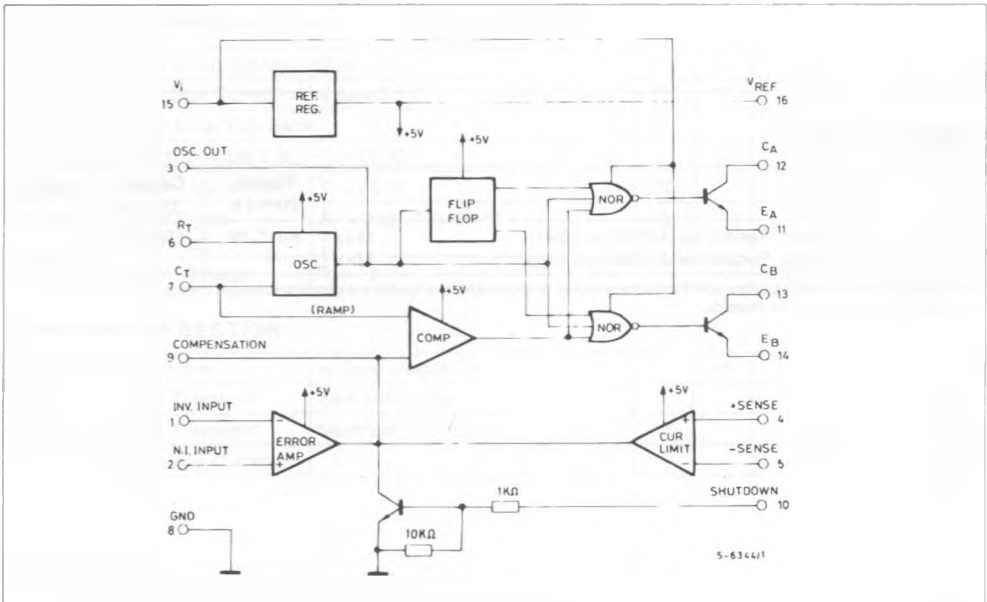 Vi
15
REF.
REG.
+5V
VREF
16
OSC. OUT
3
+5V
CA
12
FLIP
FLOP
NOR
EA
11
RT
6
+5V
OSC.
CT
7
+5V
CB
13
(RAMP)
COMP
NOR
EB
14
COMPENSATION
9
INV. INPUT
1
+5V
−
ERROR
AMP
+
N.I. INPUT
2
+5V
+
CUR
LIMIT
−
+SENSE
4
−SENSE
5
1KΩ
SHUTDOWN
10
GND
8
10KΩ
S-6344/1